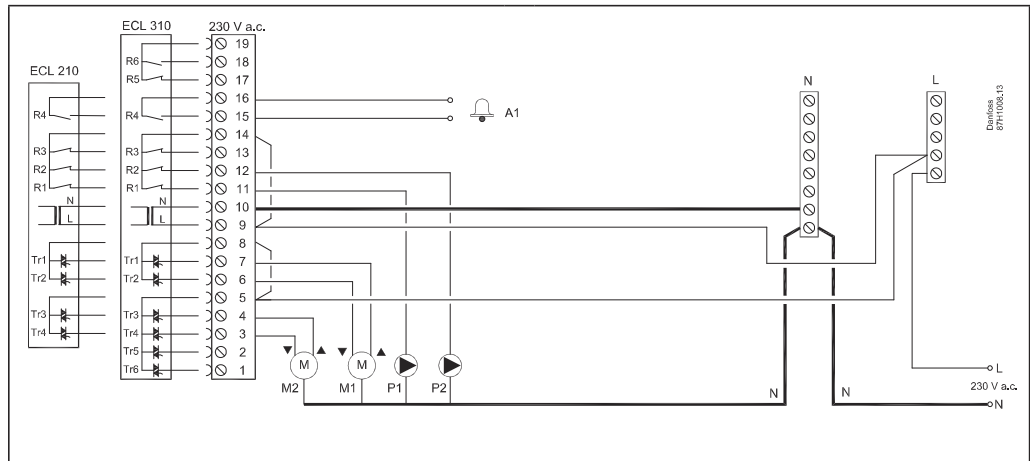 ECL 310
230 V a.c.
ECL 210
R6
R5
R4
R3
R2
R1
N
L
Tr1
Tr2
Tr3
Tr4
R4
R3
R2
R1
N
L
Tr1
Tr2
Tr3
Tr4
Tr5
Tr6
19
18
17
16
15
14
13
12
11
10
9
8
7
6
5
4
3
2
1
A1
N
L
Danfoss
87H1008.13
M
M
M2
M1
P1
P2
N
N
L
230 V a.c.
N